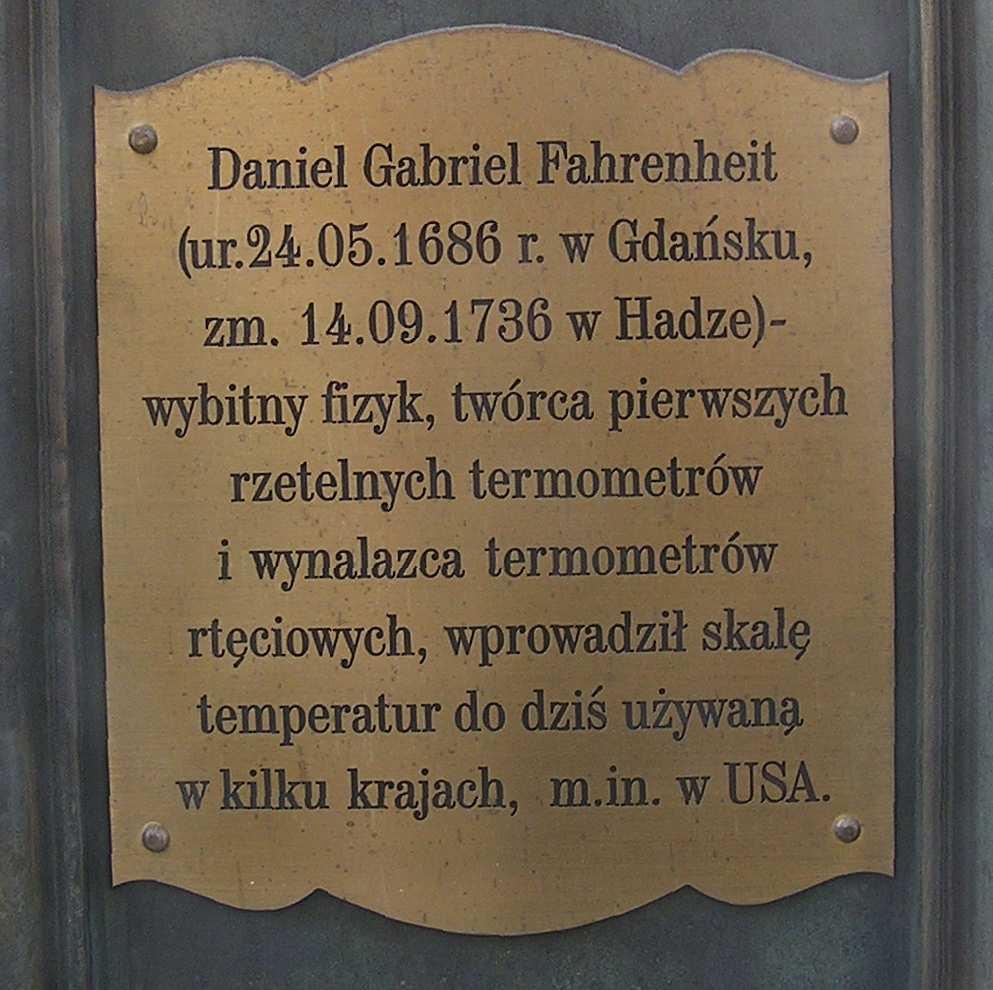 Daniel Gabriel Fahrenheit
(ur.24.05.1686 r. w Gdańsku,
zm. 14.09.1736 w Hadze)-
wybitny fizyk, twórca pierwszych
rzetelnych termometrów
i wynalazca termometrów
rtęciowych, wprowadził skalę
temperatur do dziś używaną
w kilku krajach, m.in. w USA.